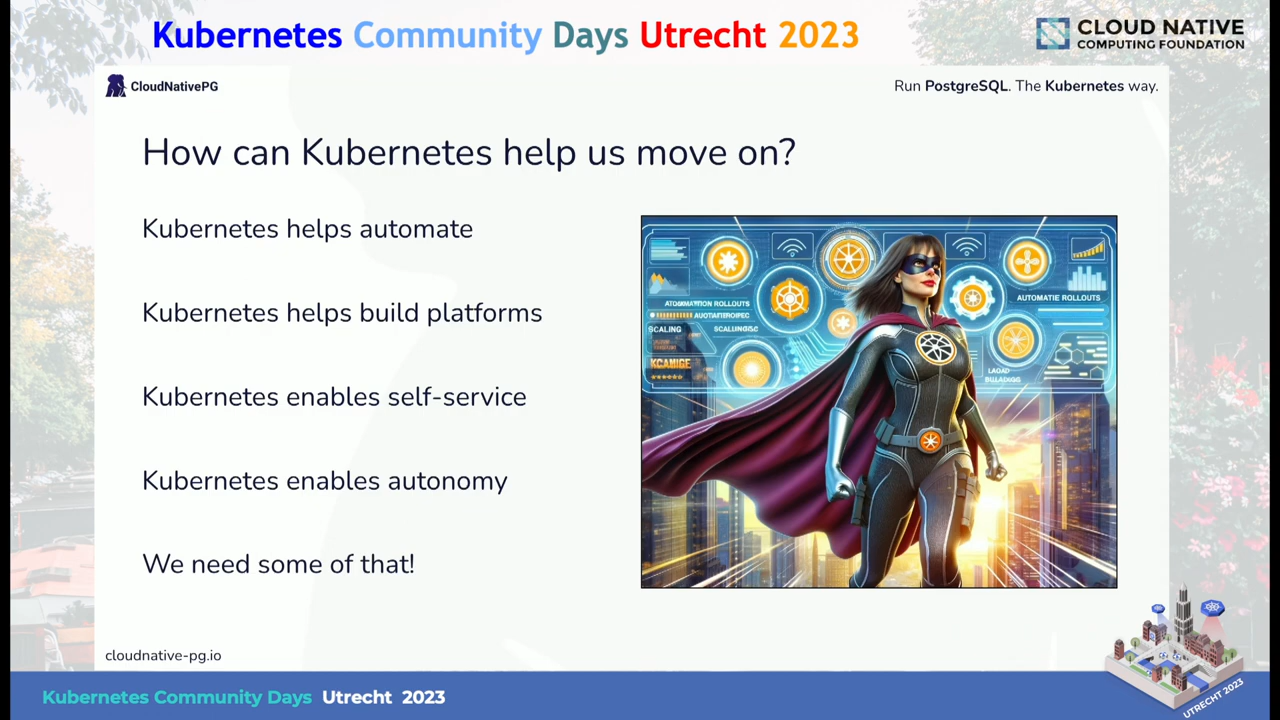 Kubernetes Community Days Utrecht 2023
CLOUD NATIVE
COMPUTING FOUNDATION
CloudNativePG
Run PostgreSQL. The Kubernetes way.
How can Kubernetes help us move on?
Kubernetes helps automate
Kubernetes helps build platforms
Kubernetes enables self-service
Kubernetes enables autonomy
We need some of that!
ROLLOUTS
AUTOMATIE ROLLOUTS
SCALING
LAOAD
cloudnative-pg.io
Kubernetes Community Days Utrecht 2023
UTRECHT 2023